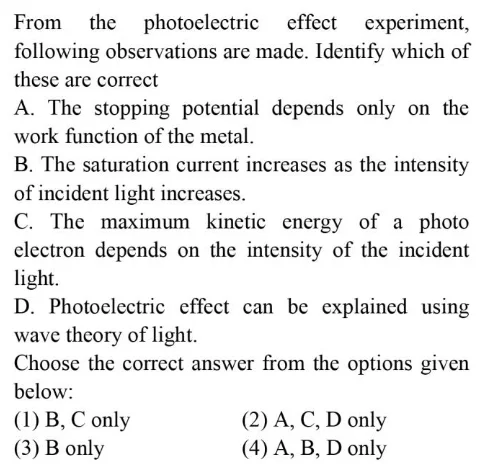 From the photoelectric effect experiment,
following observations are made. Identify which of
these are correct
A. The stopping potential depends only on the
work function of the metal.
B. The saturation current increases as the intensity
of incident light increases.
C. The maximum kinetic energy of a photo
electron depends on the intensity of the incident
light.
D. Photoelectric effect can be explained using
wave theory of light.
Choose the correct answer from the options given
below:
(1) B, C only (2) A, C, D only
(3) B only (4) A, B, D only